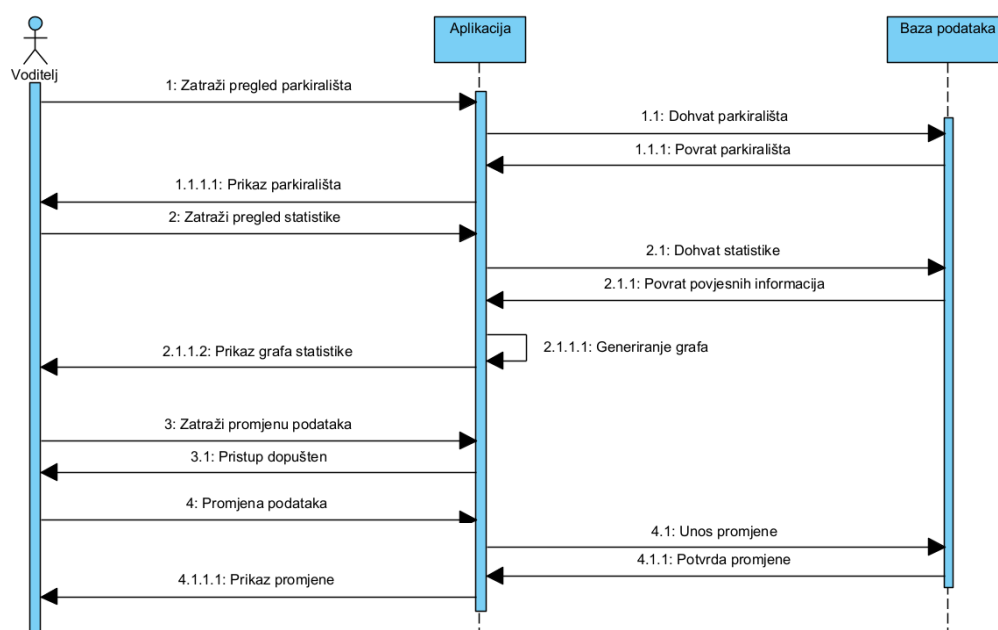 Aplikacija
Baza podataka
Voditelj
1: Zatraži pregled parkirališta
1.1: Dohvat parkirališta
1.1.1: Povrat parkirališta
1.1.1.1: Prikaz parkirališta
2: Zatraži pregled statistike
2.1: Dohvat statistike
2.1.1: Povrat povjesnih informacija
2.1.1.1: Generiranje grafa
2.1.1.2: Prikaz grafa statistike
3: Zatraži promjenu podataka
3.1: Pristup dopušten
4: Promjena podataka
4.1: Unos promjene
4.1.1: Potvrda promjene
4.1.1.1: Prikaz promjene